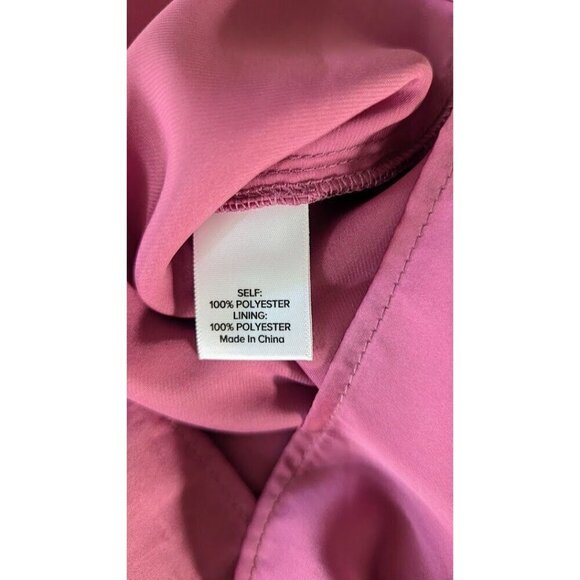 SELF:
100% POLYESTER
LINING:
100% POLYESTER
Made In China